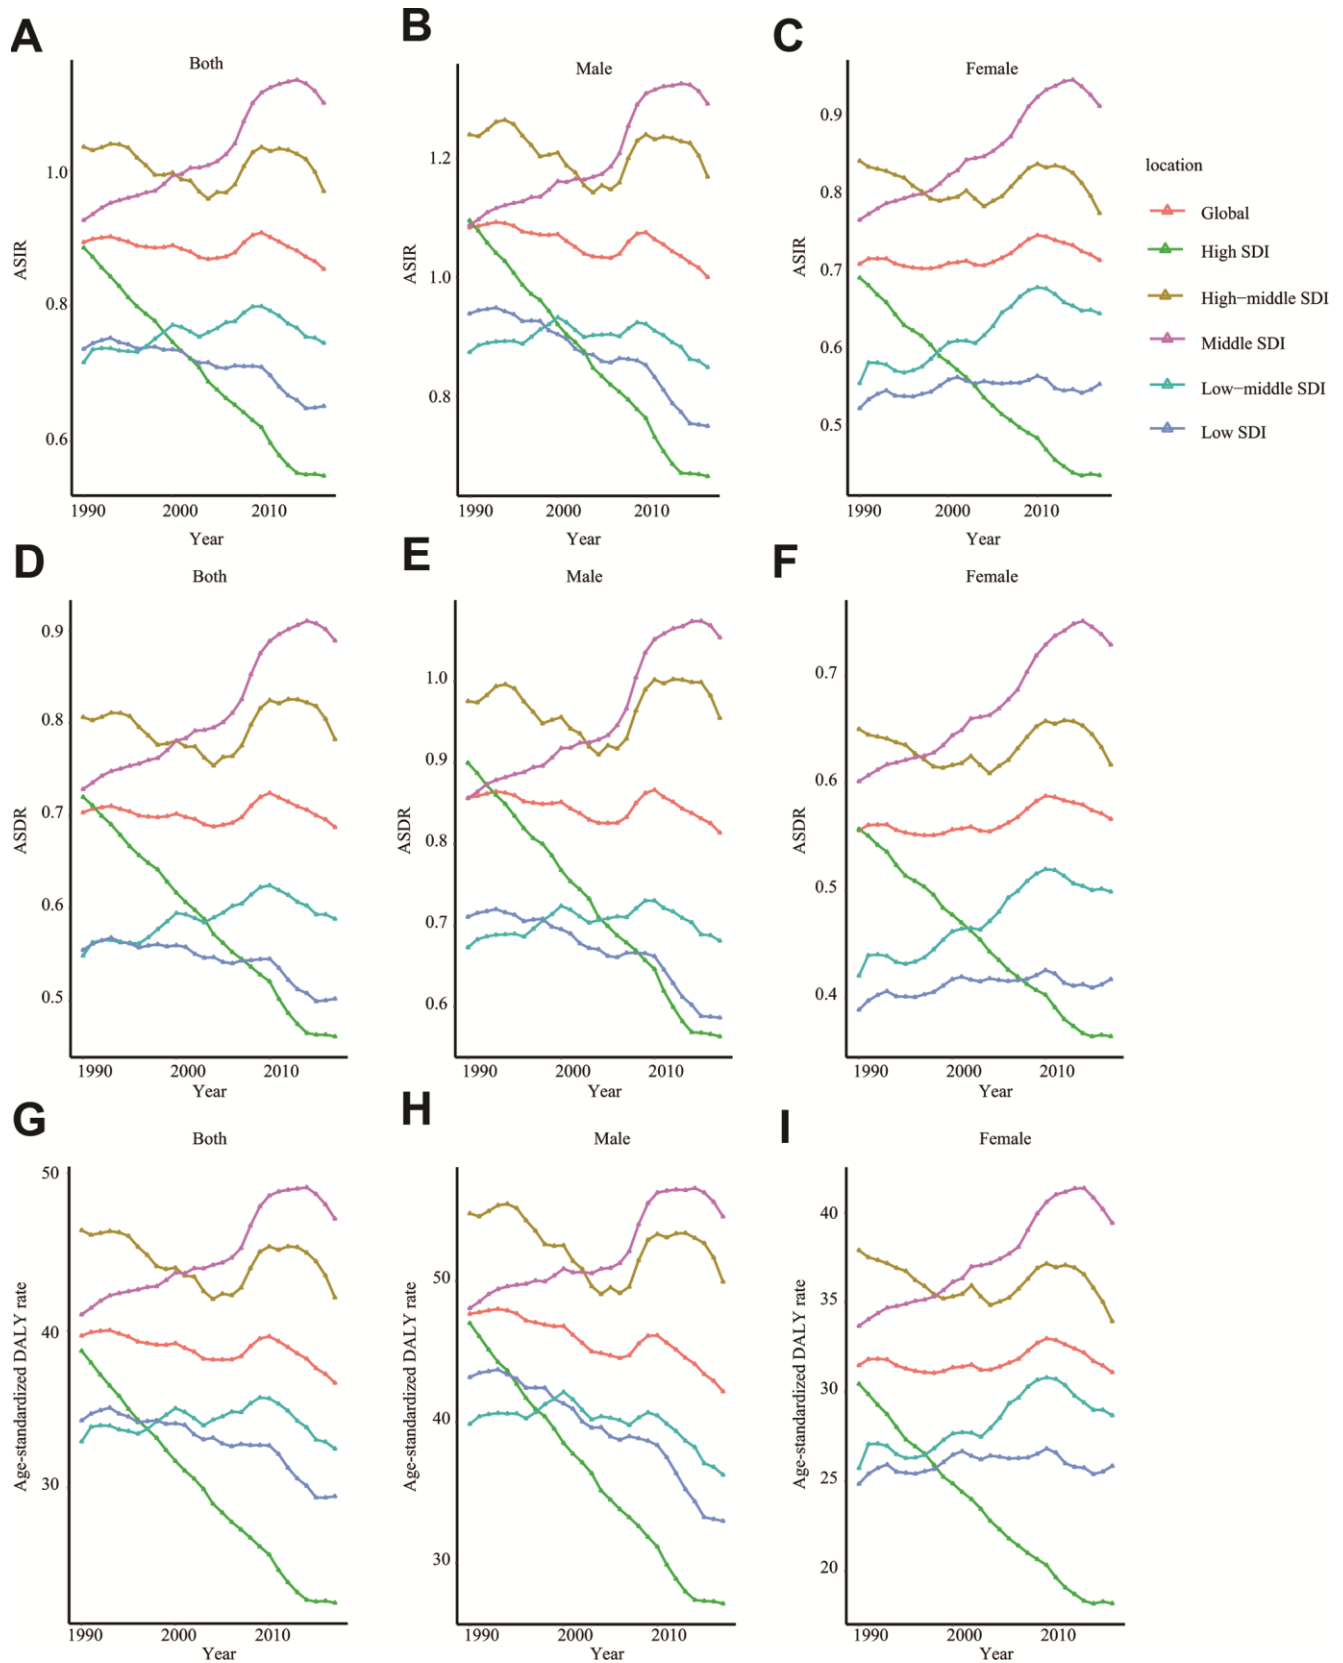 A
Both
ASIR
1.0
0.8
0.6
1990 2000 2010
Year
B
Male
ASIR
1.2
1.0
0.8
1990 2000 2010
Year
C
Female
ASIR
0.9
0.8
0.7
0.6
0.5
1990 2000 2010
Year
location
Global
High SDI
High−middle SDI
Middle SDI
Low−middle SDI
Low SDI
D
Both
ASDR
0.9
0.8
0.7
0.6
0.5
1990 2000 2010
Year
E
Male
ASDR
1.0
0.9
0.8
0.7
0.6
1990 2000 2010
Year
F
Female
ASDR
0.7
0.6
0.5
0.4
1990 2000 2010
Year
G
Both
Age-standardized DALY rate
50
40
30
1990 2000 2010
Year
H
Male
Age-standardized DALY rate
50
40
30
1990 2000 2010
Year
I
Female
Age-standardized DALY rate
40
35
30
25
20
1990 2000 2010
Year